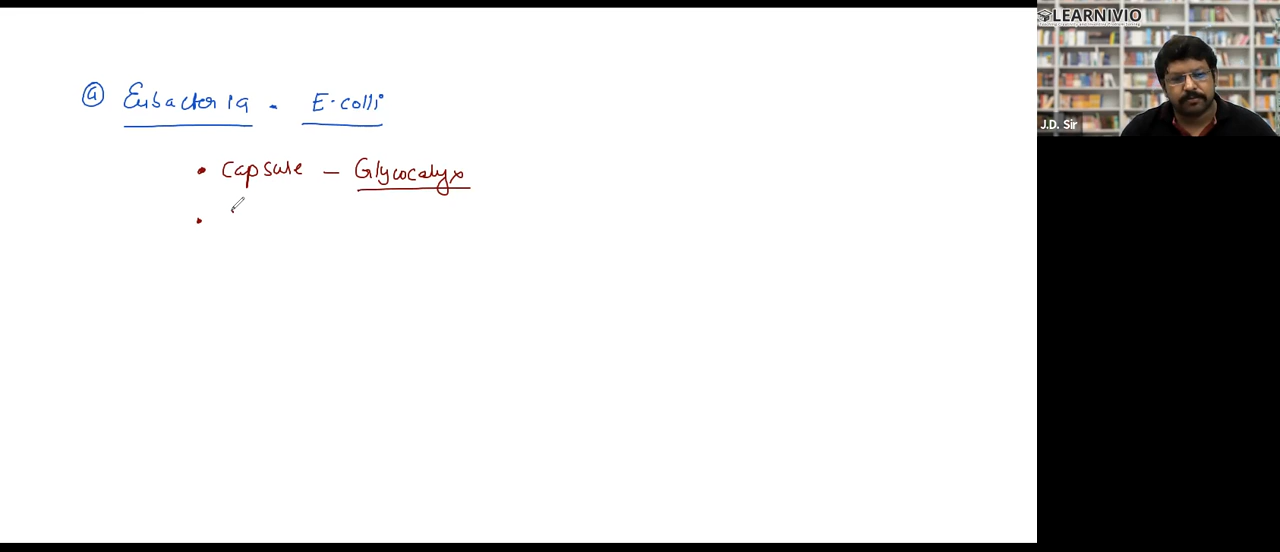 ⓐ Eubacteria . E.colli
• Capsule – Glycocalyx
•
LEARNIVIO
J.D. Sir